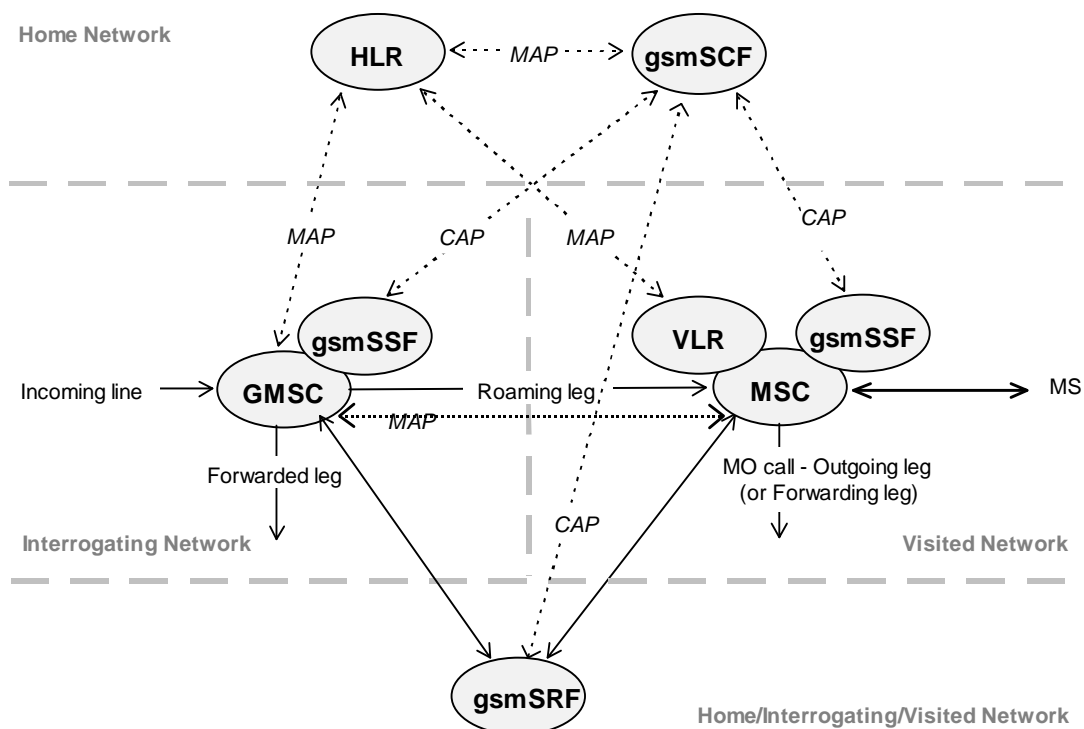 Home Network
HLR
MAP
gsmSCF
MAP
CAP
MAP
CAP
gsmSSF
VLR
gsmSSF
Incoming line
GMSC
Roaming leg
MSC
MS
MAP
Forwarded leg
MO call - Outgoing leg
(or Forwarding leg)
CAP
Interrogating Network
Visited Network
gsmSRF
Home/Interrogating/Visited Network